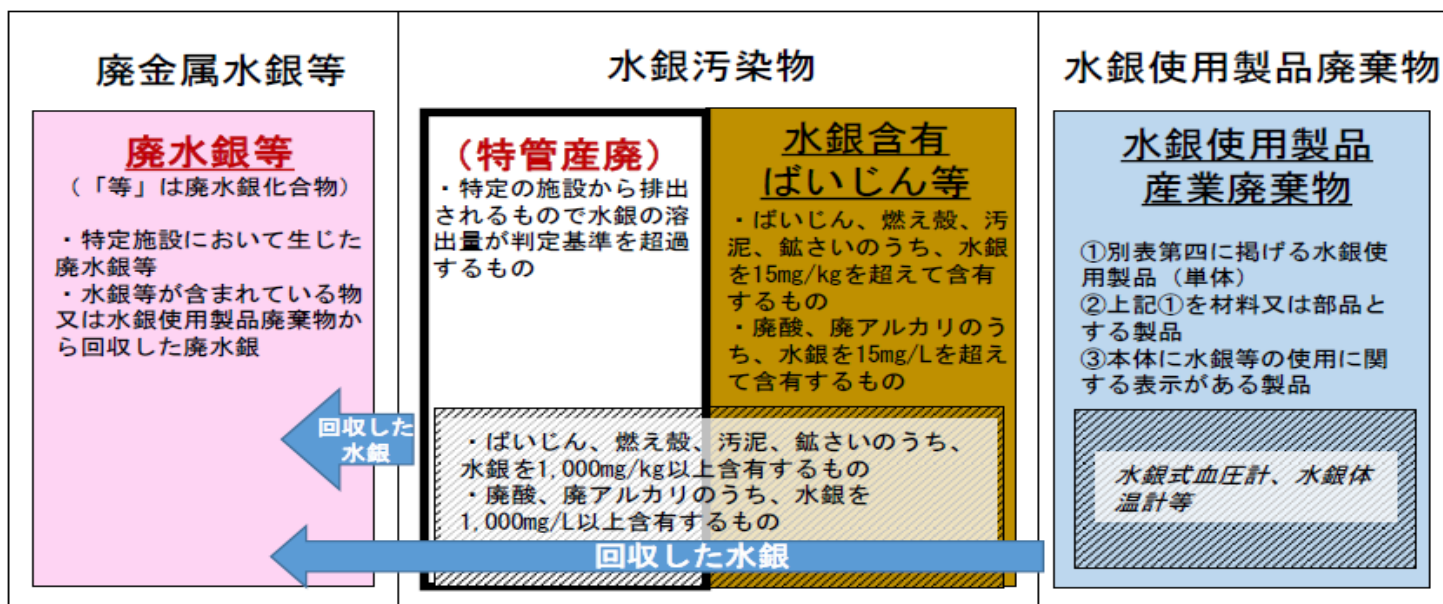 廃金属水銀等
廃水銀等
（「等」は廃水銀化合物）
・特定施設において生じた
廃水銀等
・水銀等が含まれている物
又は水銀使用製品廃棄物か
ら回収した廃水銀
水銀汚染物
（特管産廃）
・特定の施設から排出
されるもので水銀の溶
出量が判定基準を超過
するもの
水銀含有
ばいじん等
・ばいじん、燃え殻、汚
泥、鉱さいのうち、水銀
を15mg/kgを超えて含有
するもの
・廃酸、廃アルカリのう
ち、水銀を15mg/Lを超え
て含有するもの
回収した
水銀
・ばいじん、燃え殻、汚泥、鉱さいのうち、
水銀を1,000mg/kg以上含有するもの
・廃酸、廃アルカリのうち、水銀を
1,000mg/L以上含有するもの
回収した水銀
水銀使用製品廃棄物
水銀使用製品
産業廃棄物
①別表第四に掲げる水銀使
用製品（単体）
②上記①を材料又は部品と
する製品
③本体に水銀等の使用に関
する表示がある製品
水銀式血圧計、水銀体
温計等